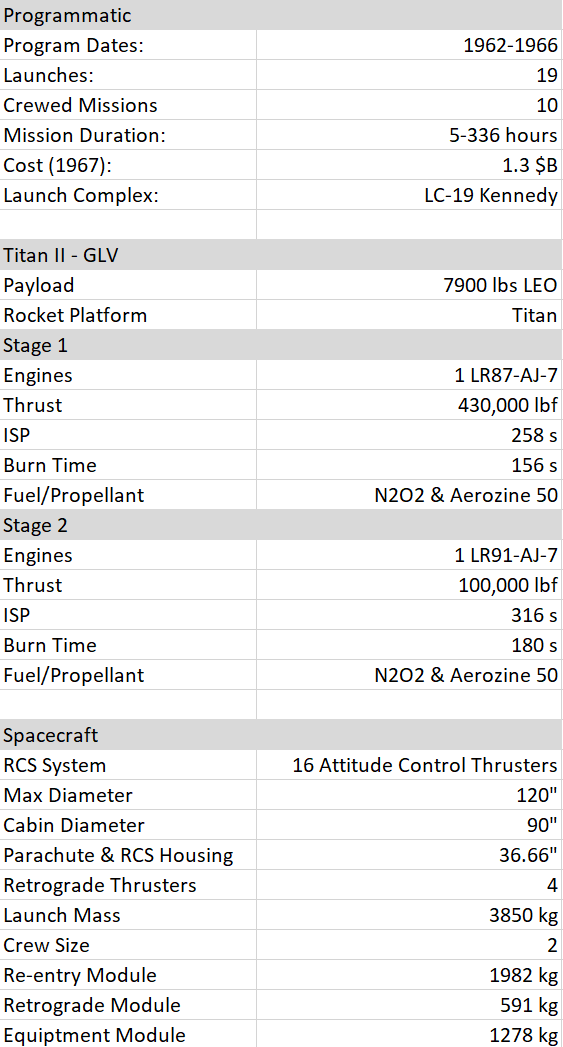 Programmatic
Program Dates: 1962-1966
Launches: 19
Crewed Missions 10
Mission Duration: 5-336 hours
Cost (1967): 1.3 $B
Launch Complex: LC-19 Kennedy
Titan II - GLV
Payload 7900 lbs LEO
Rocket Platform Titan
Stage 1
Engines 1 LR87-AJ-7
Thrust 430,000 lbf
ISP 258 s
Burn Time 156 s
Fuel/Propellant N2O2 & Aerozine 50
Stage 2
Engines 1 LR91-AJ-7
Thrust 100,000 lbf
ISP 316 s
Burn Time 180 s
Fuel/Propellant N2O2 & Aerozine 50
Spacecraft
RCS System 16 Attitude Control Thrusters
Max Diameter 120"
Cabin Diameter 90"
Parachute & RCS Housing 36.66"
Retrograde Thrusters 4
Launch Mass 3850 kg
Crew Size 2
Re-entry Module 1982 kg
Retrograde Module 591 kg
Equiptment Module 1278 kg